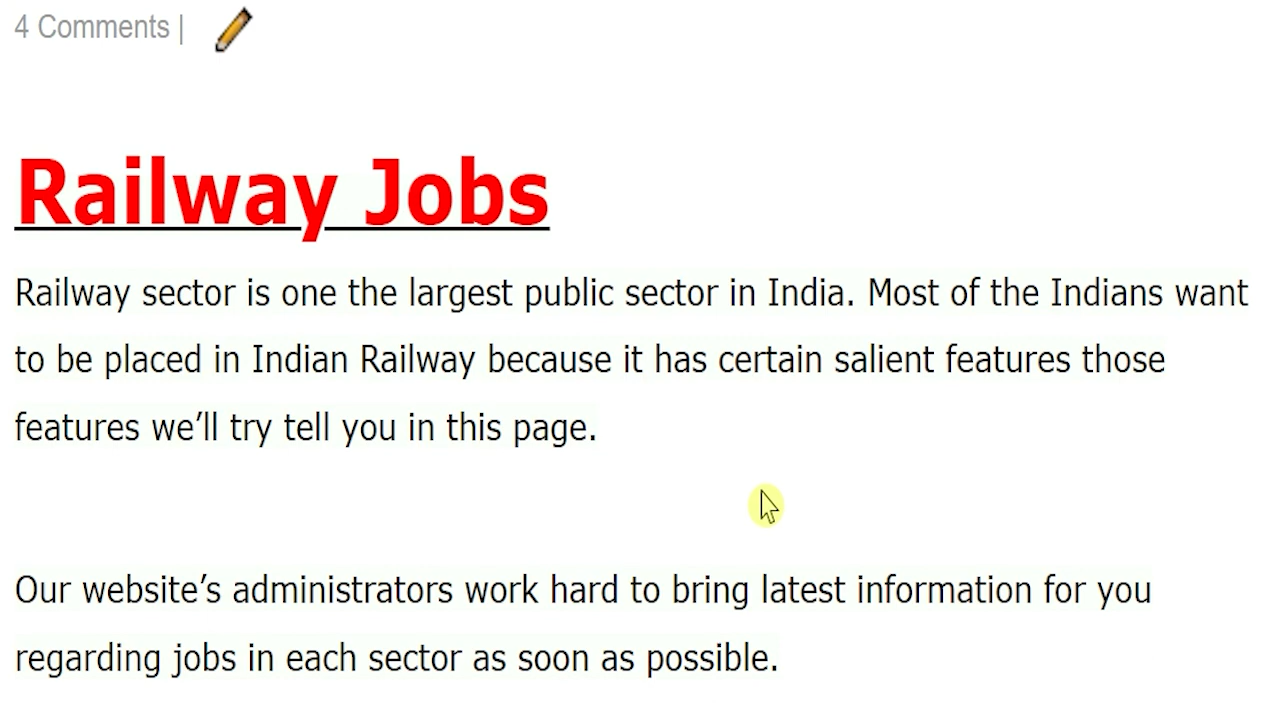 4 Comments |
Railway Jobs
Railway sector is one the largest public sector in India. Most of the Indians want
to be placed in Indian Railway because it has certain salient features those
features we’ll try tell you in this page.
Our website’s administrators work hard to bring latest information for you
regarding jobs in each sector as soon as possible.